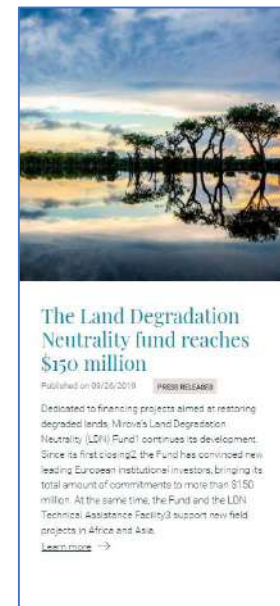 The Land Degradation
Neutrality fund reaches
$150 million
Published on 09/26/2019 PRESS RELEASES
Dedicated to financing projects aimed at restoring
degraded lands, Mirova's Land Degradation
Neutrality (LDN) Fund1 continues its development.
Since its first closing2, the Fund has convinced new
leading European institutional investors, bringing its
total amount of commitments to more than $150
million. At the same time, the Fund and the LDN
Technical Assistance Facility3 support new field
projects in Africa and Asia.
Learn more →